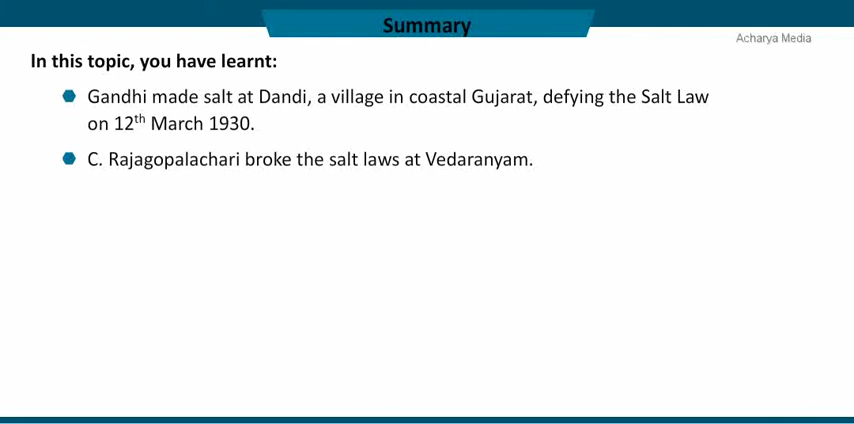 Summary
Acharya Media
In this topic, you have learnt:
Gandhi made salt at Dandi, a village in coastal Gujarat, defying the Salt Law
on 12th March 1930.
C. Rajagopalachari broke the salt laws at Vedaranyam.